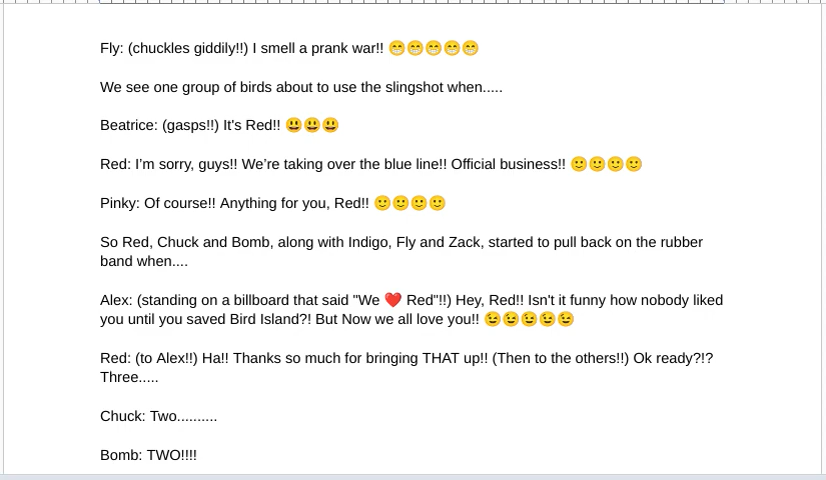 Fly: (chuckles giddily!!) I smell a prank war!! 😁😁😁😁😁
We see one group of birds about to use the slingshot when.....
Beatrice: (gasps!!) It's Red!! 😃😃😃
Red: I’m sorry, guys!! We’re taking over the blue line!! Official business!! 🙂🙂🙂🙂
Pinky: Of course!! Anything for you, Red!! 🙂🙂🙂🙂
So Red, Chuck and Bomb, along with Indigo, Fly and Zack, started to pull back on the rubber
band when....
Alex: (standing on a billboard that said "We ❤️ Red"!!) Hey, Red!! Isn't it funny how nobody liked
you until you saved Bird Island?! But Now we all love you!! 😉😉😉😉😉
Red: (to Alex!!) Ha!! Thanks so much for bringing THAT up!! (Then to the others!!) Ok ready?!?
Three.....
Chuck: Two..........
Bomb: TWO!!!!